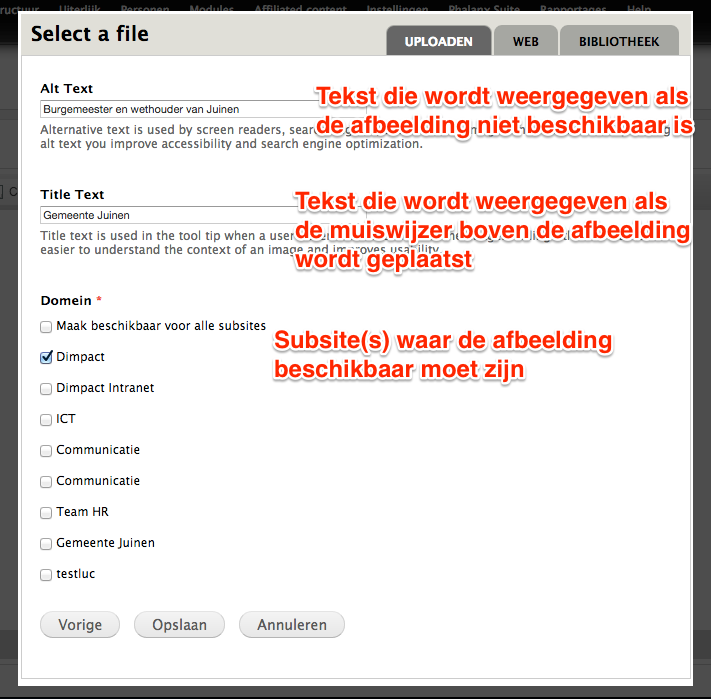 Structuur Uiterlijk Personen Modules Affiliated content Instellingen Phalanx Suite Rapportages Help
Select a file
UPLOADEN WEB BIBLIOTHEEK
Alt Text
Burgemeester en wethouder van Juinen
Tekst die wordt weergegeven als
de afbeelding niet beschikbaar is
Alternative text is used by screen readers,
alt text you improve accessibility and search engine optimization.
Title Text
Gemeente Juinen
Tekst die wordt weergegeven als
de muiswijzer boven de afbeelding
wordt geplaatst
Title text is used in the tool tip when a user
easier to understand the context of an image and improves usability.
Domein *
Maak beschikbaar voor alle subsites
Subsite(s) waar de afbeelding
beschikbaar moet zijn
Dimpact
Dimpact Intranet
ICT
Communicatie
Communicatie
Team HR
Gemeente Juinen
testluc
Vorige Opslaan Annuleren